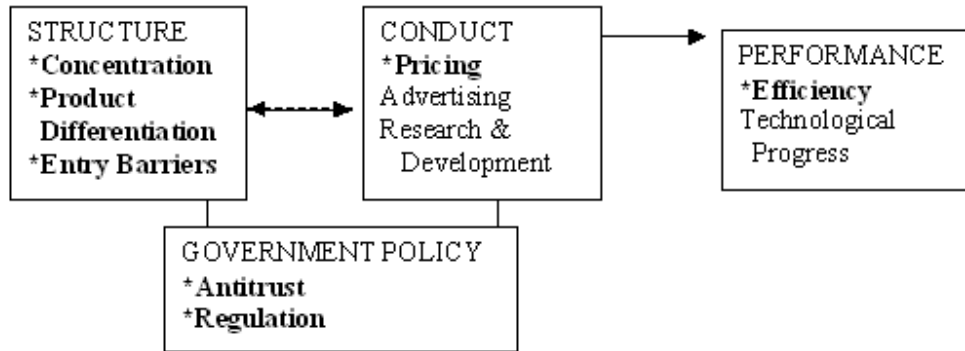 STRUCTURE
*Concentration
*Product
Differentiation
*Entry Barriers
CONDUCT
*Pricing
Advertising
Research &
Development
PERFORMANCE
*Efficiency
Technological
Progress
GOVERNMENT POLICY
*Antitrust
*Regulation